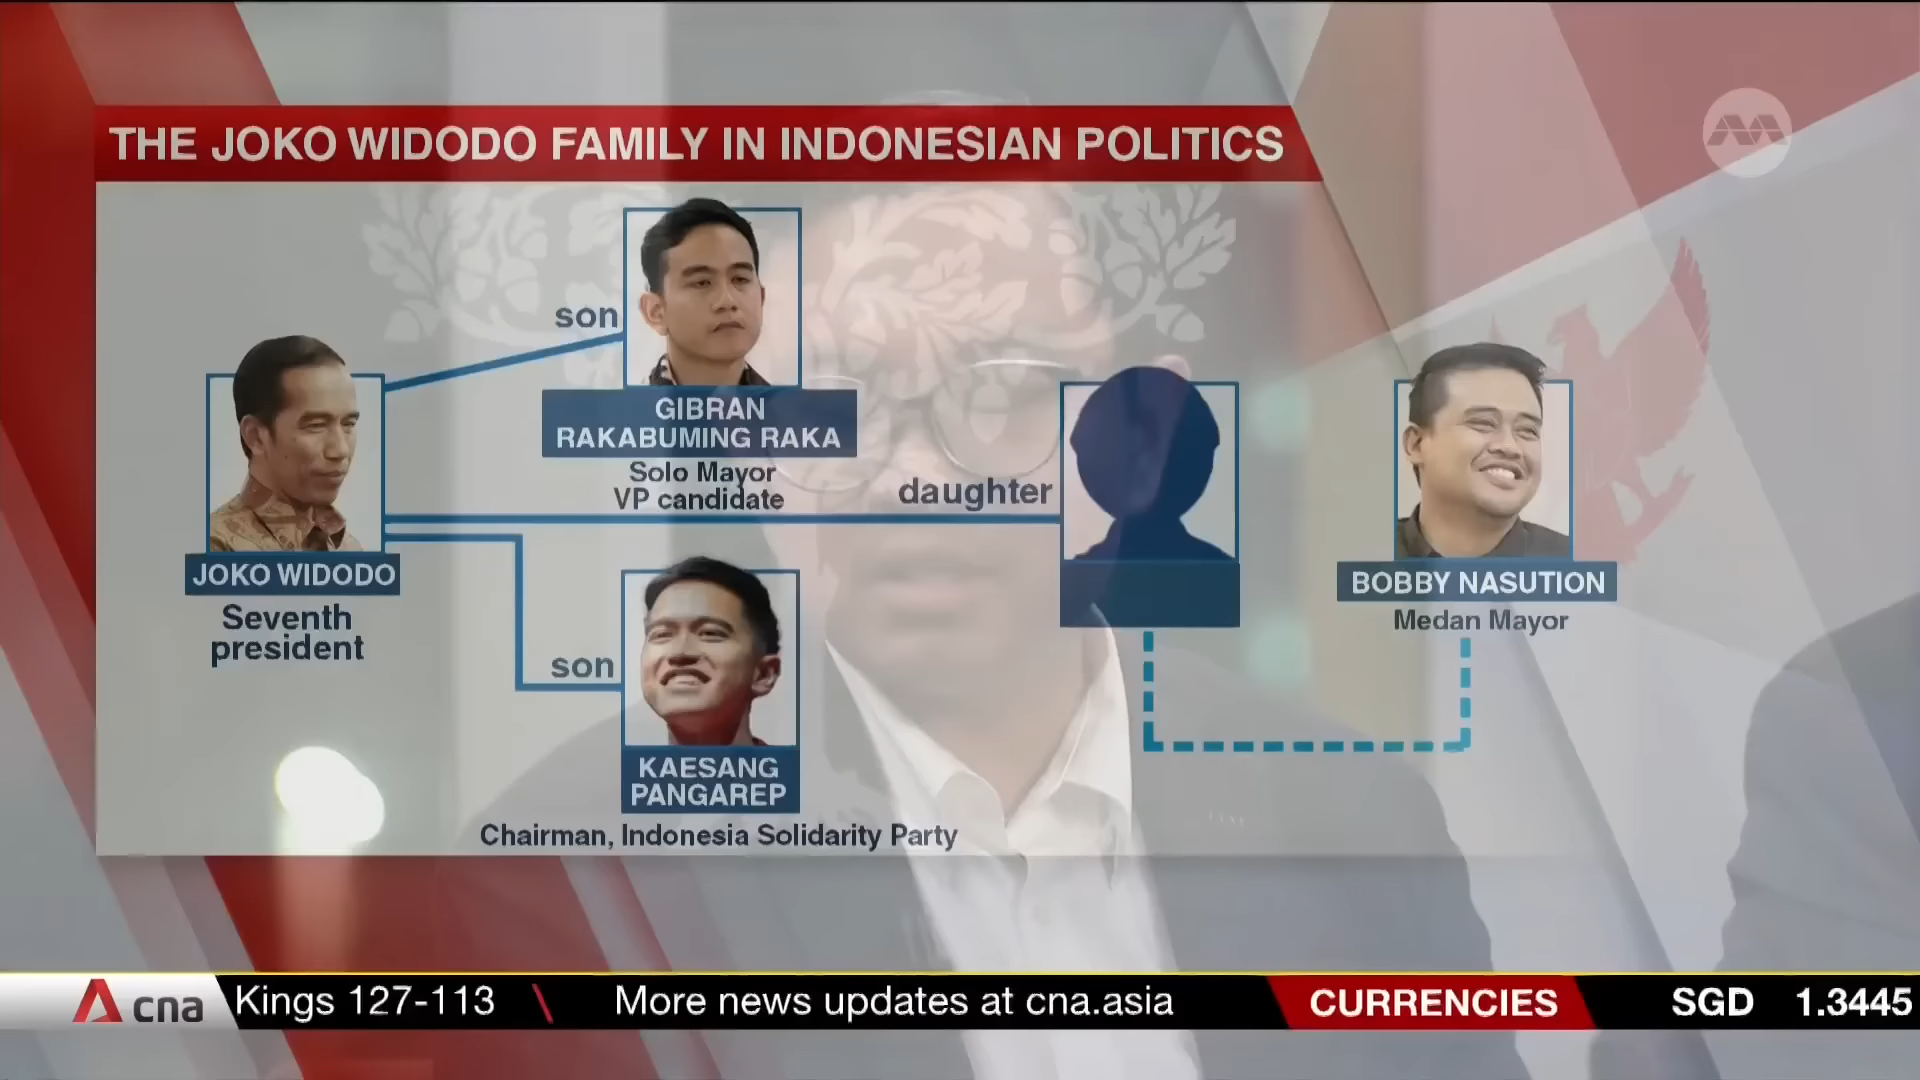 THE JOKO WIDODO FAMILY IN INDONESIAN POLITICS
son
GIBRAN
RAKABUMING RAKA
Solo Mayor
VP candidate
daughter
JOKO WIDODO
Seventh
president
BOBBY NASUTION
Medan Mayor
son
KAESANG
PANGAREP
Chairman, Indonesia Solidarity Party
cna
Kings 127-113 \ More news updates at cna.asia
CURRENCIES
SGD 1.3445